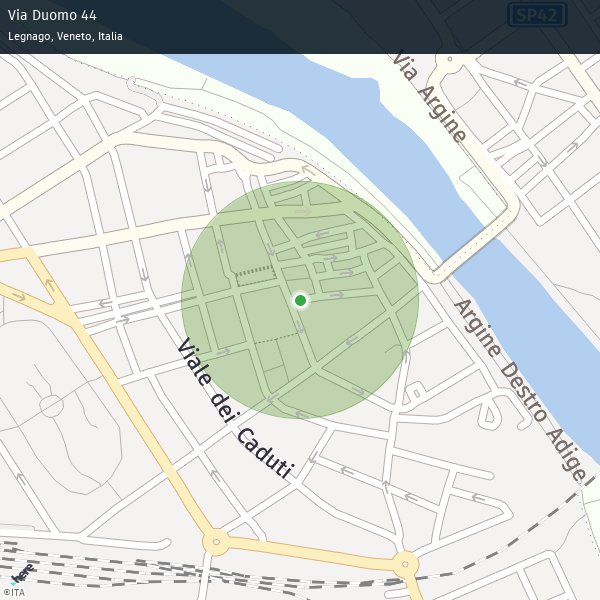 Via Duomo 44
Legnago, Veneto, Italia
SP42
Via Argine
Argine Destro Adige
Viale dei Caduti
here
©ITA